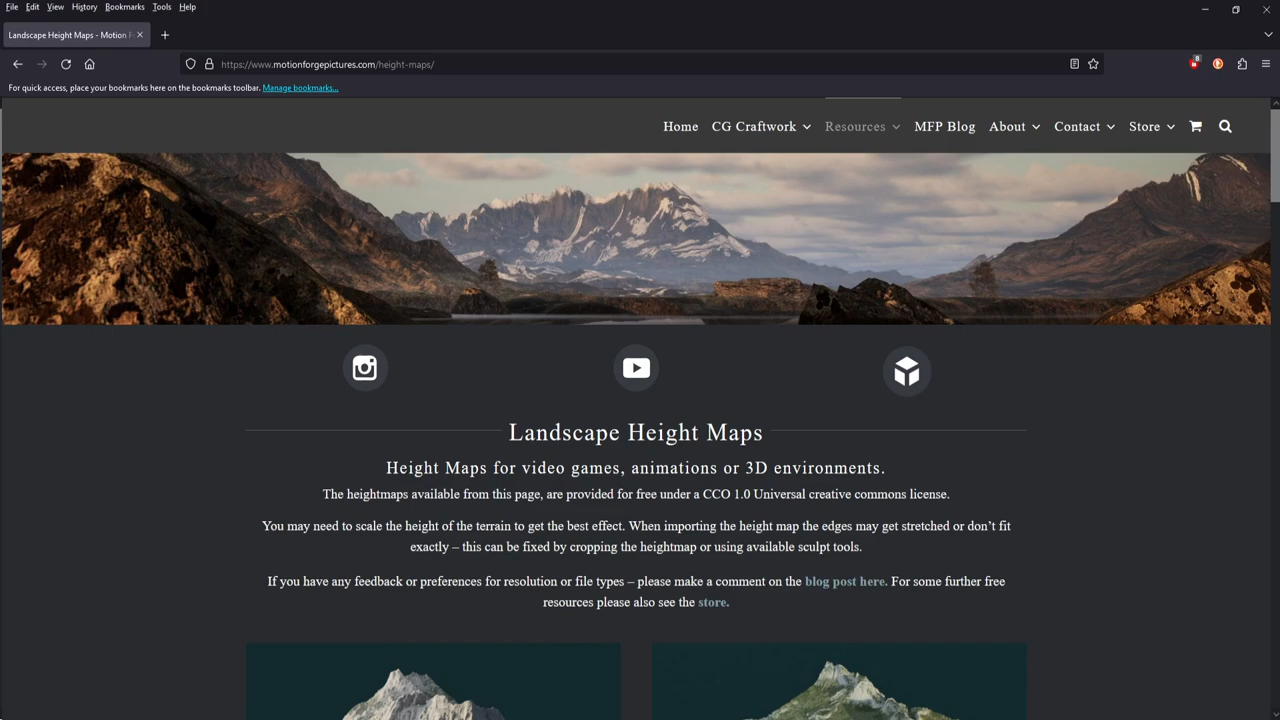 File Edit View History Bookmarks Tools Help
Landscape Height Maps - Motion
https://www.motionforgepictures.com/height-maps/
8
For quick access, place your bookmarks here on the bookmarks toolbar. Manage bookmarks...
Home CG Craftwork Resources MFP Blog About Contact Store
Landscape Height Maps
Height Maps for video games, animations or 3D environments.
The heightmaps available from this page, are provided for free under a CCO 1.0 Universal creative commons license.
You may need to scale the height of the terrain to get the best effect. When importing the height map the edges may get stretched or don't fit
exactly – this can be fixed by cropping the heightmap or using available sculpt tools.
If you have any feedback or preferences for resolution or file types – please make a comment on the blog post here. For some further free
resources please also see the store.